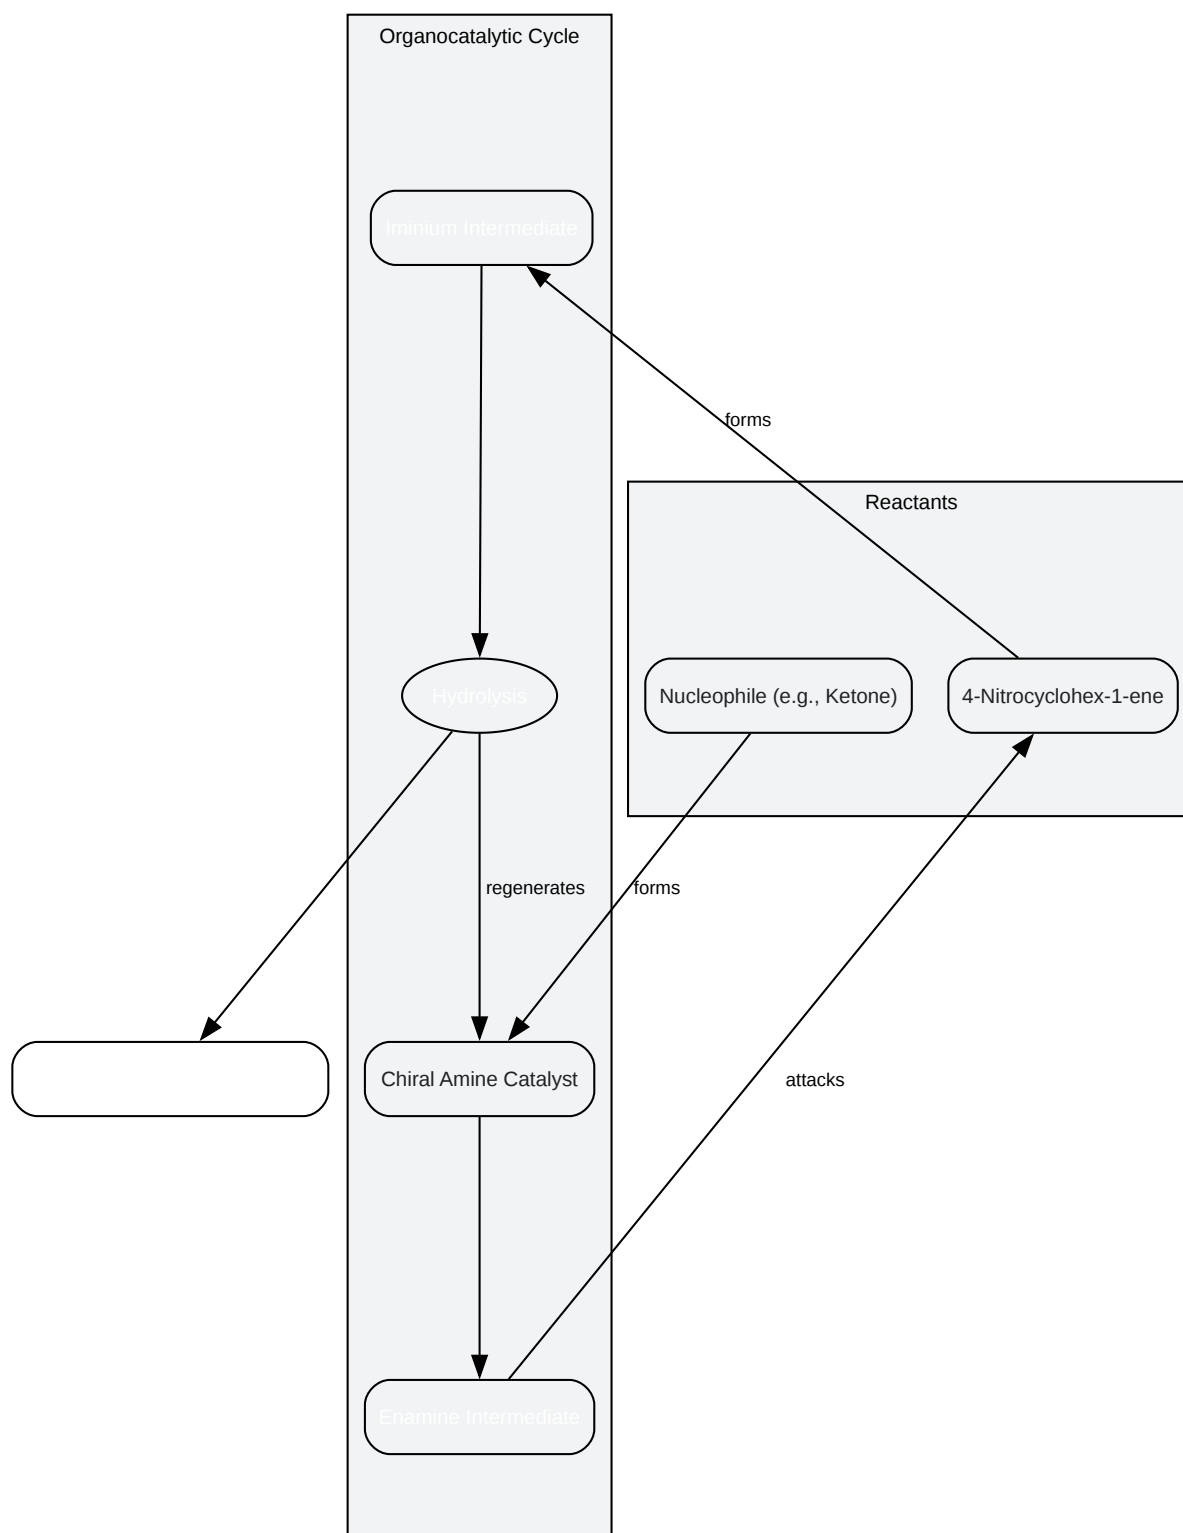 Organocatalytic Cycle
Iminium Intermediate
forms
Reactants
Hydrolysis
Nucleophile (e.g., Ketone)
4-Nitrocyclohex-1-ene
regenerates
forms
Chiral Amine Catalyst
attacks
Enamine Intermediate